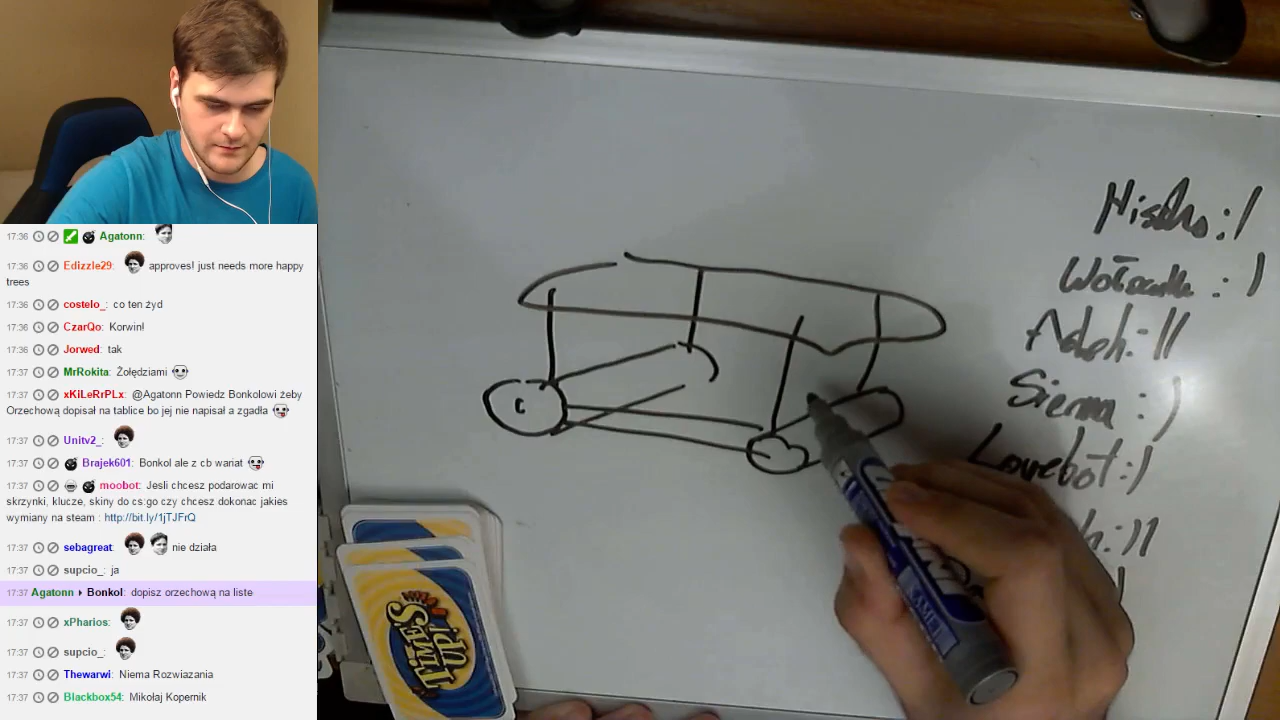 17:36 Agatonn:
17:36 Edizzle29: approves! just needs more happy
trees
17:36 costelo_: co ten żyd
17:36 CzarQo: Korwin!
17:36 Jorwed: tak
17:37 MrRokita: Żołędziami
17:37 xKiLeRrPLx: @Agatonn Powiedz Bonkolowi żeby
Orzechową dopisał na tablice bo jej nie napisał a zgadła
17:37 Unitv2_:
17:37 Brajek601: Bonkol ale z cb wariat
17:37 moobot: Jesli chcesz podarowac mi
skrzynki, klucze, skiny do cs:go czy chcesz dokonac jakies
wymiany na steam : http://bit.ly/1jTJFrQ
17:37 sebagreat: nie działa
17:37 supcio_: ja
17:37 Agatonn Bonkol: dopisz orzechową na liste
17:37 xPharios:
17:37 supcio_:
17:37 Thewarwi: Niema Rozwiazania
17:37 Blackbox54: Mikołaj Kopernik
Sienna : )
Lovebot : )
TIME'S
UP!